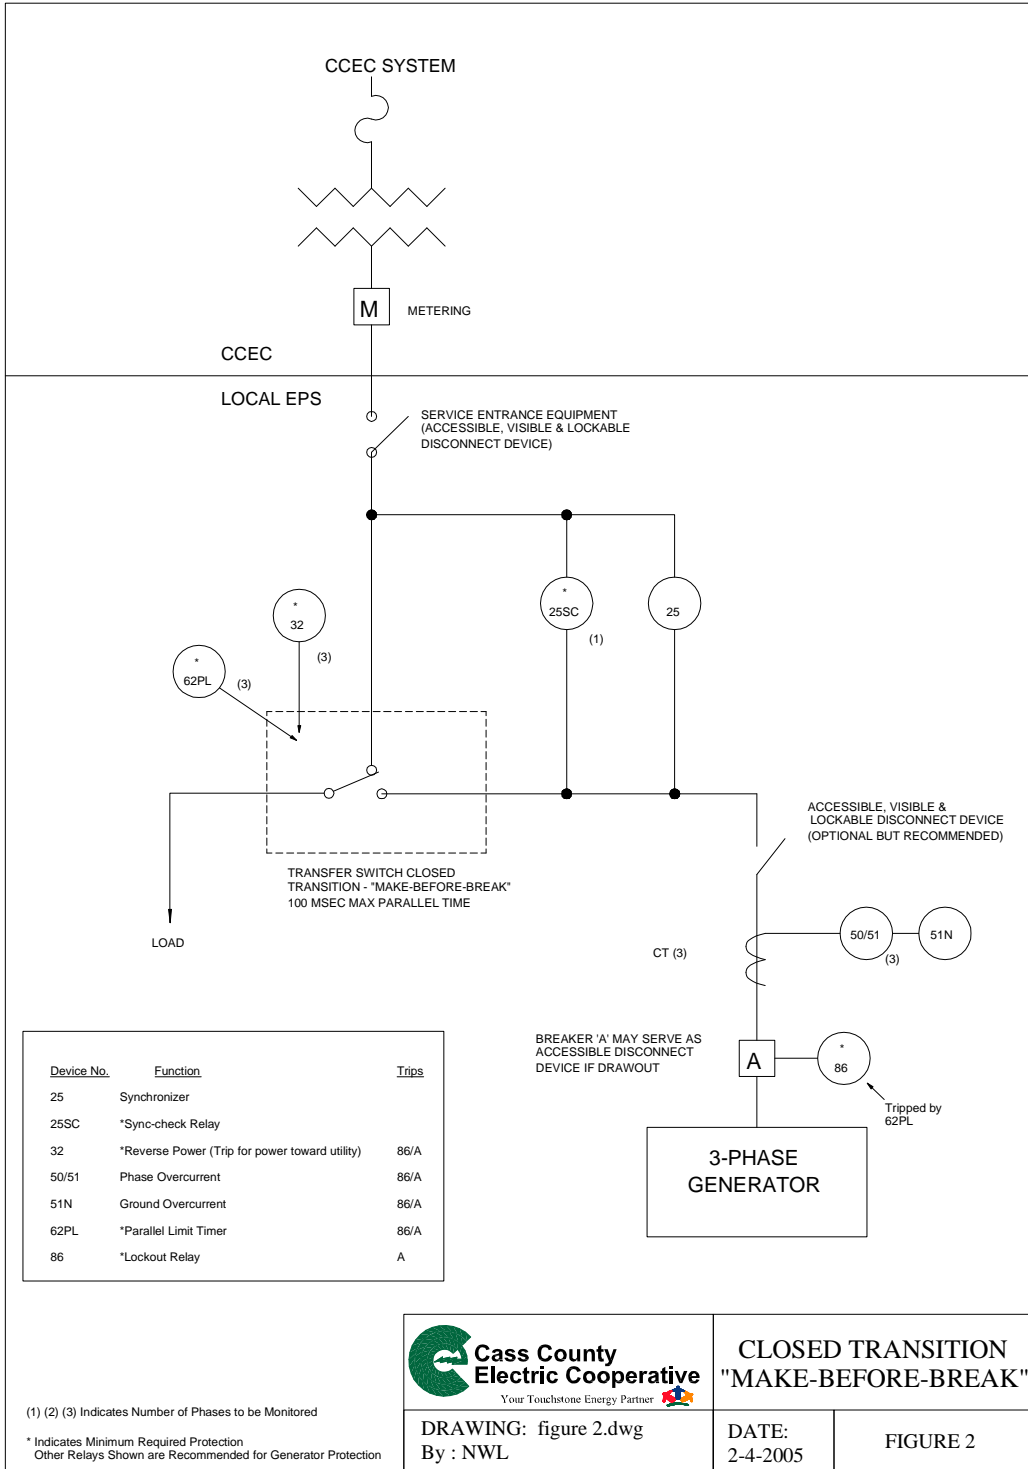 CCEC SYSTEM
M
METERING
CCEC
LOCAL EPS
SERVICE ENTRANCE EQUIPMENT
(ACCESSIBLE, VISIBLE & LOCKABLE
DISCONNECT DEVICE)
*
25SC
(1)
25
*
32
(3)
*
62PL
(3)
TRANSFER SWITCH CLOSED
TRANSITION - "MAKE-BEFORE-BREAK"
100 MSEC MAX PARALLEL TIME
LOAD
ACCESSIBLE, VISIBLE &
LOCKABLE DISCONNECT DEVICE
(OPTIONAL BUT RECOMMENDED)
CT (3)
50/51
(3)
51N
BREAKER 'A' MAY SERVE AS
ACCESSIBLE DISCONNECT
DEVICE IF DRAWOUT
A
*
86
Tripped by
62PL
3-PHASE
GENERATOR
Device No. Function Trips
25 Synchronizer
25SC *Sync-check Relay
32 *Reverse Power (Trip for power toward utility) 86/A
50/51 Phase Overcurrent 86/A
51N Ground Overcurrent 86/A
62PL *Parallel Limit Timer 86/A
86 *Lockout Relay A
(1) (2) (3) Indicates Number of Phases to be Monitored
* Indicates Minimum Required Protection
Other Relays Shown are Recommended for Generator Protection
Cass County
Electric Cooperative
Your Touchstone Energy Partner
CLOSED TRANSITION
"MAKE-BEFORE-BREAK"
DRAWING: figure 2.dwg
By : NWL
DATE:
2-4-2005
FIGURE 2